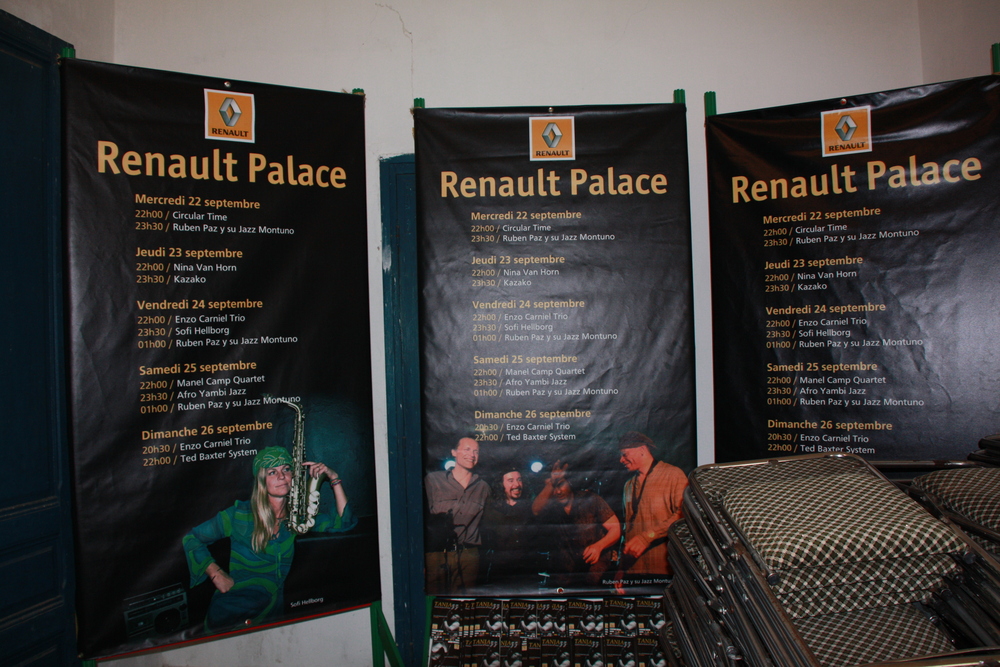 RENAULT
Renault Palace
Mercredi 22 septembre
22h00 / Circular Time
23h30 / Ruben Paz y su Jazz Montuno
Jeudi 23 septembre
22h00 / Nina Van Horn
23h30 / Kazako
Vendredi 24 septembre
22h00 / Enzo Carniel Trio
23h30 / Sofi Hellborg
01h00 / Ruben Paz y su Jazz Montuno
Samedi 25 septembre
22h00 / Manel Camp Quartet
23h30 / Afro Yambi Jazz
01h00 / Ruben Paz y su Jazz Montuno
Dimanche 26 septembre
20h30 / Enzo Carniel Trio
22h00 / Ted Baxter System
Sofi Hellborg
RENAULT
Renault Palace
Mercredi 22 septembre
22h00 / Circular Time
23h30 / Ruben Paz y su Jazz Montuno
Jeudi 23 septembre
22h00 / Nina Van Horn
23h30 / Kazako
Vendredi 24 septembre
22h00 / Enzo Carniel Trio
23h30 / Sofi Hellborg
01h00 / Ruben Paz y su Jazz Montuno
Samedi 25 septembre
22h00 / Manel Camp Quartet
23h30 / Afro Yambi Jazz
01h00 / Ruben Paz y su Jazz Montuno
Dimanche 26 septembre
20h30 / Enzo Carniel Trio
22h00 / Ted Baxter System
Ruben Paz y su Jazz
RENAULT
Renault Palace
Mercredi 22 septembre
22h00 / Circular Time
23h30 / Ruben Paz y su Jazz Montuno
Jeudi 23 septembre
22h00 / Nina Van Horn
23h30 / Kazako
Vendredi 24 septembre
22h00 / Enzo Carniel Trio
23h30 / Sofi Hellborg
01h00 / Ruben Paz y su Jazz Montuno
Samedi 25 septembre
22h00 / Manel Camp Quartet
23h30 / Afro Yambi Jazz
01h00 / Ruben Paz y su Jazz Montuno
Dimanche 26 septembre
20h30 / Enzo Carniel Trio
22h00 / Ted Baxter System